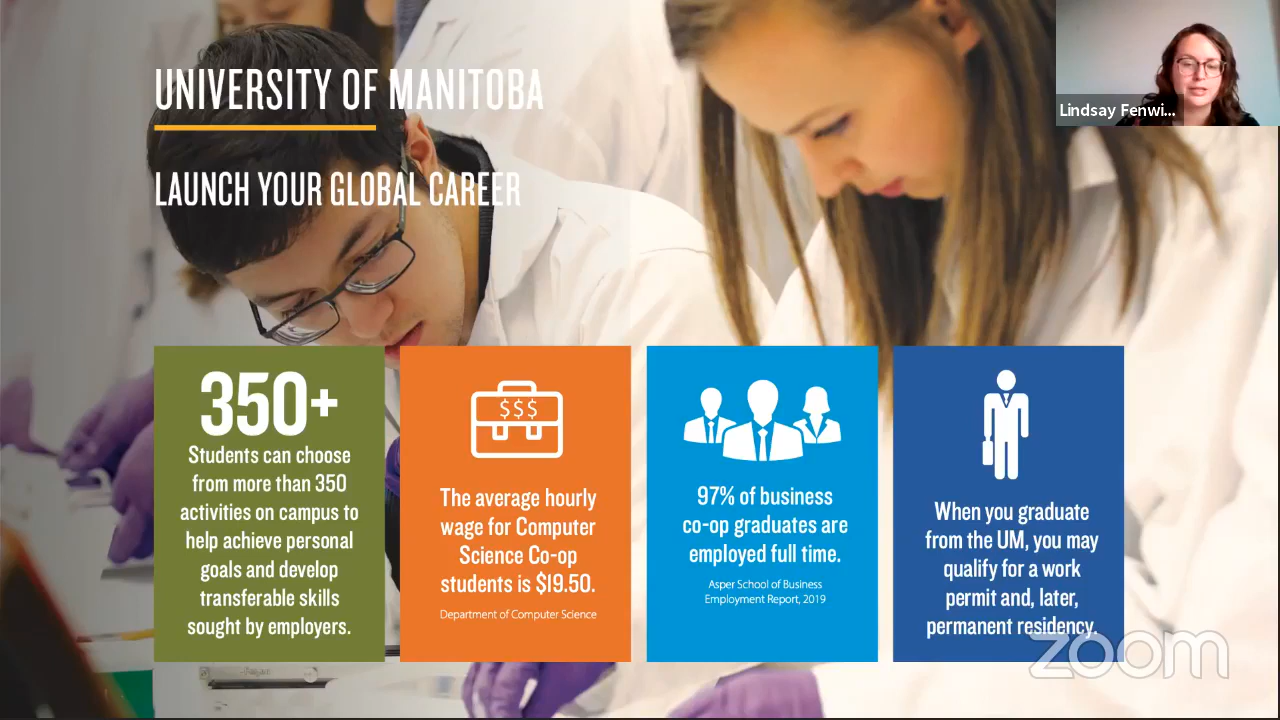 UNIVERSITY OF MANITOBA
LAUNCH YOUR GLOBAL CAREER
Lindsay Fenwi...
350+
Students can choose
from more than 350
activities on campus to
help achieve personal
goals and develop
transferable skills
sought by employers.
$$$
The average hourly
wage for Computer
Science Co-op
students is $19.50.
Department of Computer Science
97% of business
co-op graduates are
employed full time.
Asper School of Business
Employment Report, 2019
When you graduate
from the UM, you may
qualify for a work
permit and, later,
permanent residency.
zoom